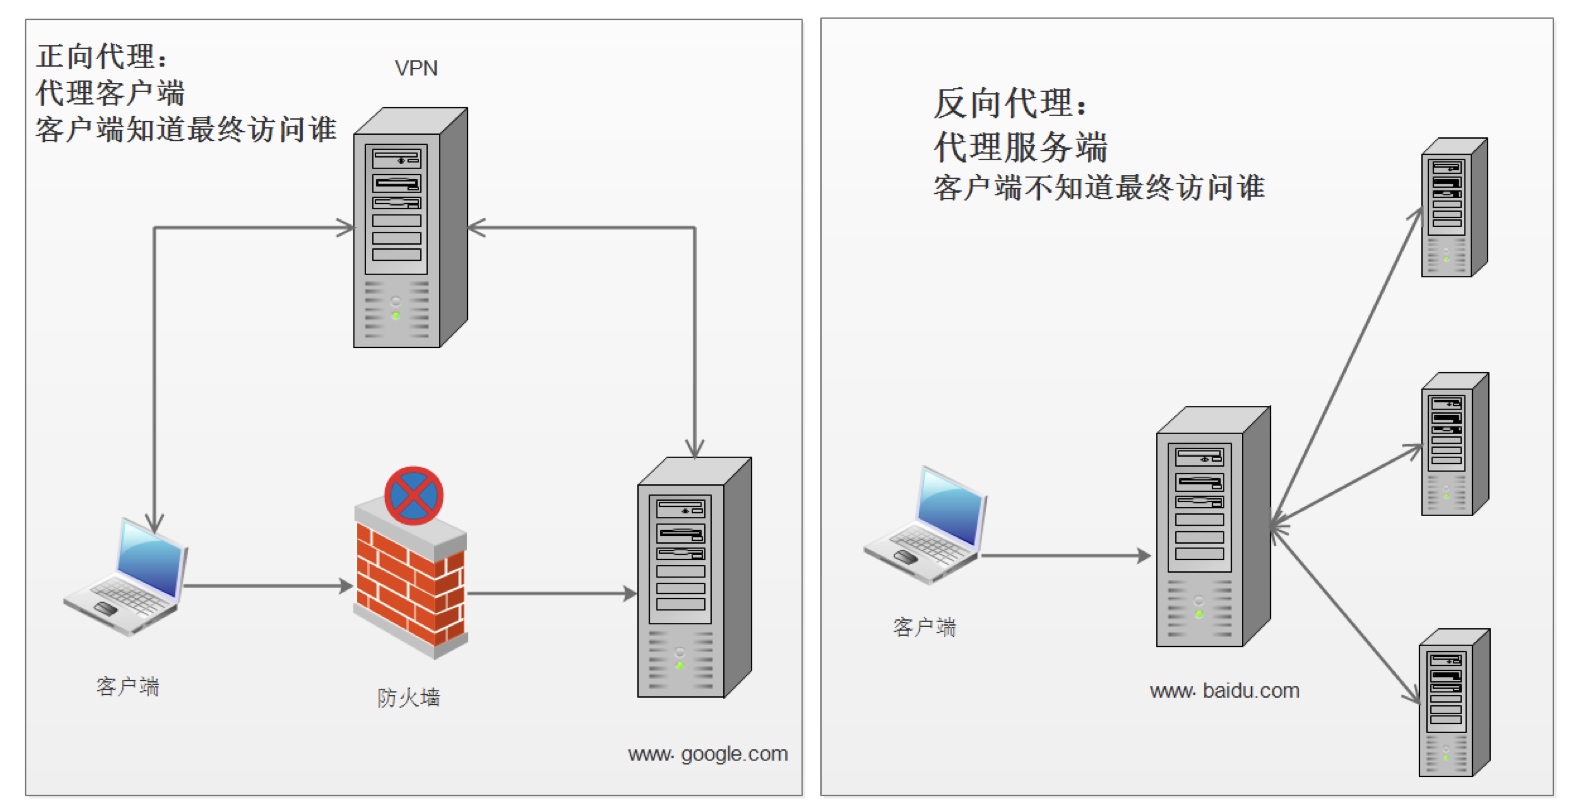 正向代理：
代理客户端
客户端知道最终访问谁
VPN
客户端
防火墙
www. google.com
反向代理：
代理服务端
客户端不知道最终访问谁
客户端
www. baidu.com